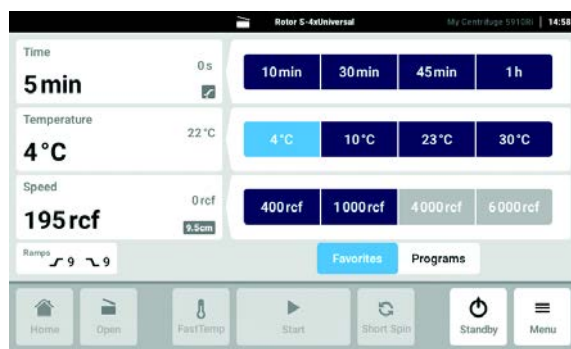 Rotor S-4xUniversal My Centrifuge 5910Ri 14:58
Time
0 s
5 min
10 min 30 min 45 min 1 h
Temperature
22 °C
4 °C
4 °C 10 °C 23 °C 30 °C
Speed
0 rcf
195 rcf
9.5cm
400 rcf 1 000 rcf 4 000 rcf 6 000 rcf
Ramps 9 9
Favorites Programs
Home Open FastTemp Start Short Spin Standby Menu